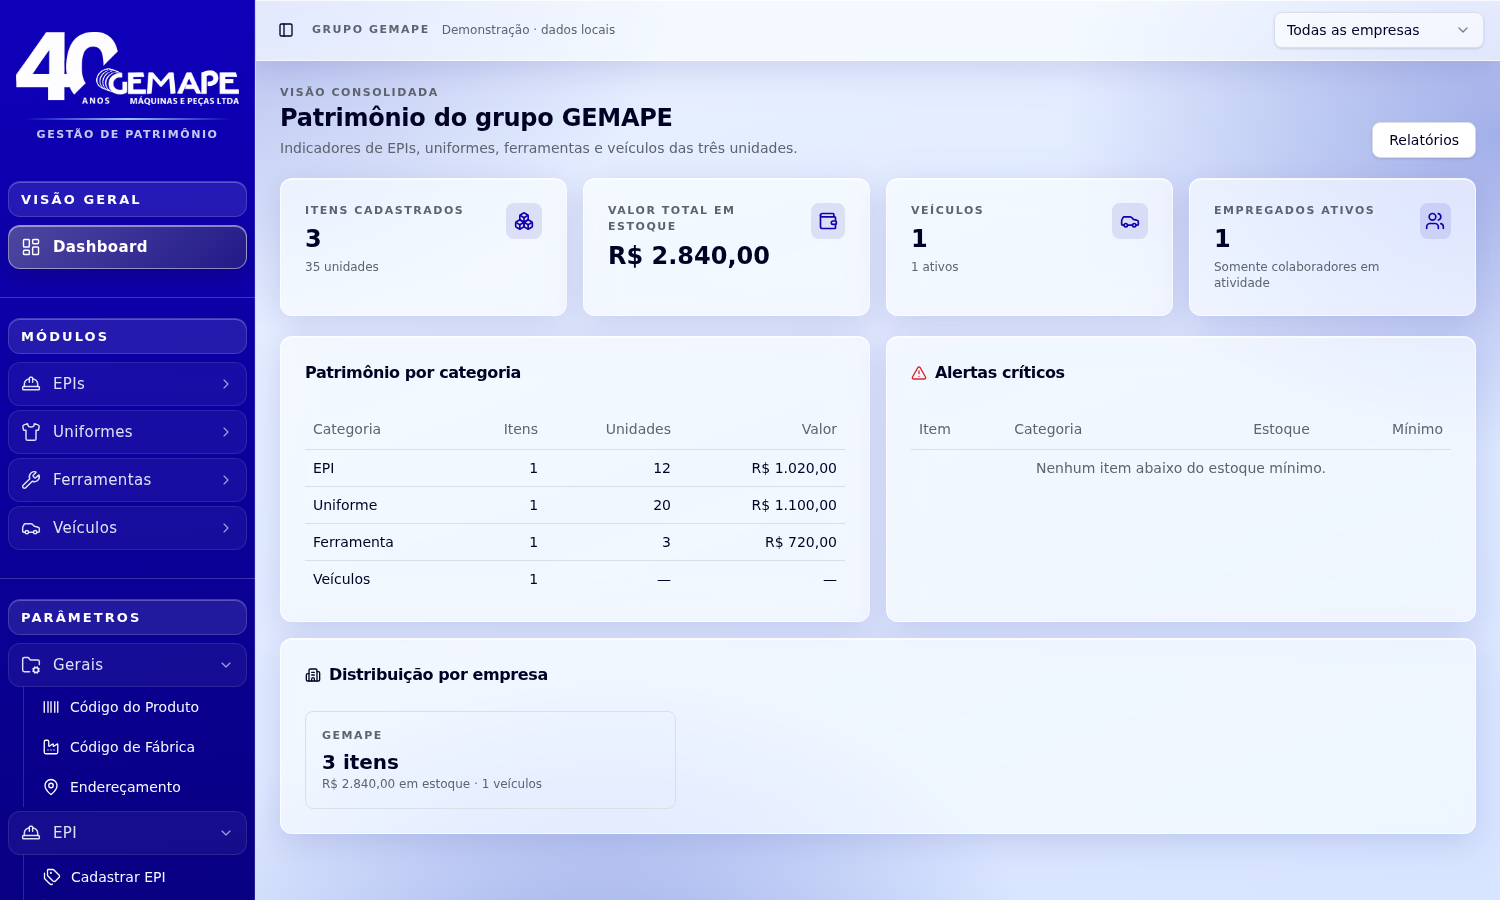 40 GEMAPE
ANOS MÁQUINAS E PEÇAS LTDA
GESTÃO DE PATRIMÔNIO
VISÃO GERAL
Dashboard
MÓDULOS
EPIs
Uniformes
Ferramentas
Veículos
PARÂMETROS
Gerais
Código do Produto
Código de Fábrica
Endereçamento
EPI
Cadastrar EPI
GRUPO GEMAPE Demonstração · dados locais
Todas as empresas
VISÃO CONSOLIDADA
Patrimônio do grupo GEMAPE
Indicadores de EPIs, uniformes, ferramentas e veículos das três unidades.
Relatórios
ITENS CADASTRADOS
3
35 unidades
VALOR TOTAL EM
ESTOQUE
R$ 2.840,00
VEÍCULOS
1
1 ativos
EMPREGADOS ATIVOS
1
Somente colaboradores em
atividade
Patrimônio por categoria
Categoria Itens Unidades Valor
EPI 1 12 R$ 1.020,00
Uniforme 1 20 R$ 1.100,00
Ferramenta 1 3 R$ 720,00
Veículos 1 — —
Alertas críticos
Item Categoria Estoque Mínimo
Nenhum item abaixo do estoque mínimo.
Distribuição por empresa
GEMAPE
3 itens
R$ 2.840,00 em estoque · 1 veículos